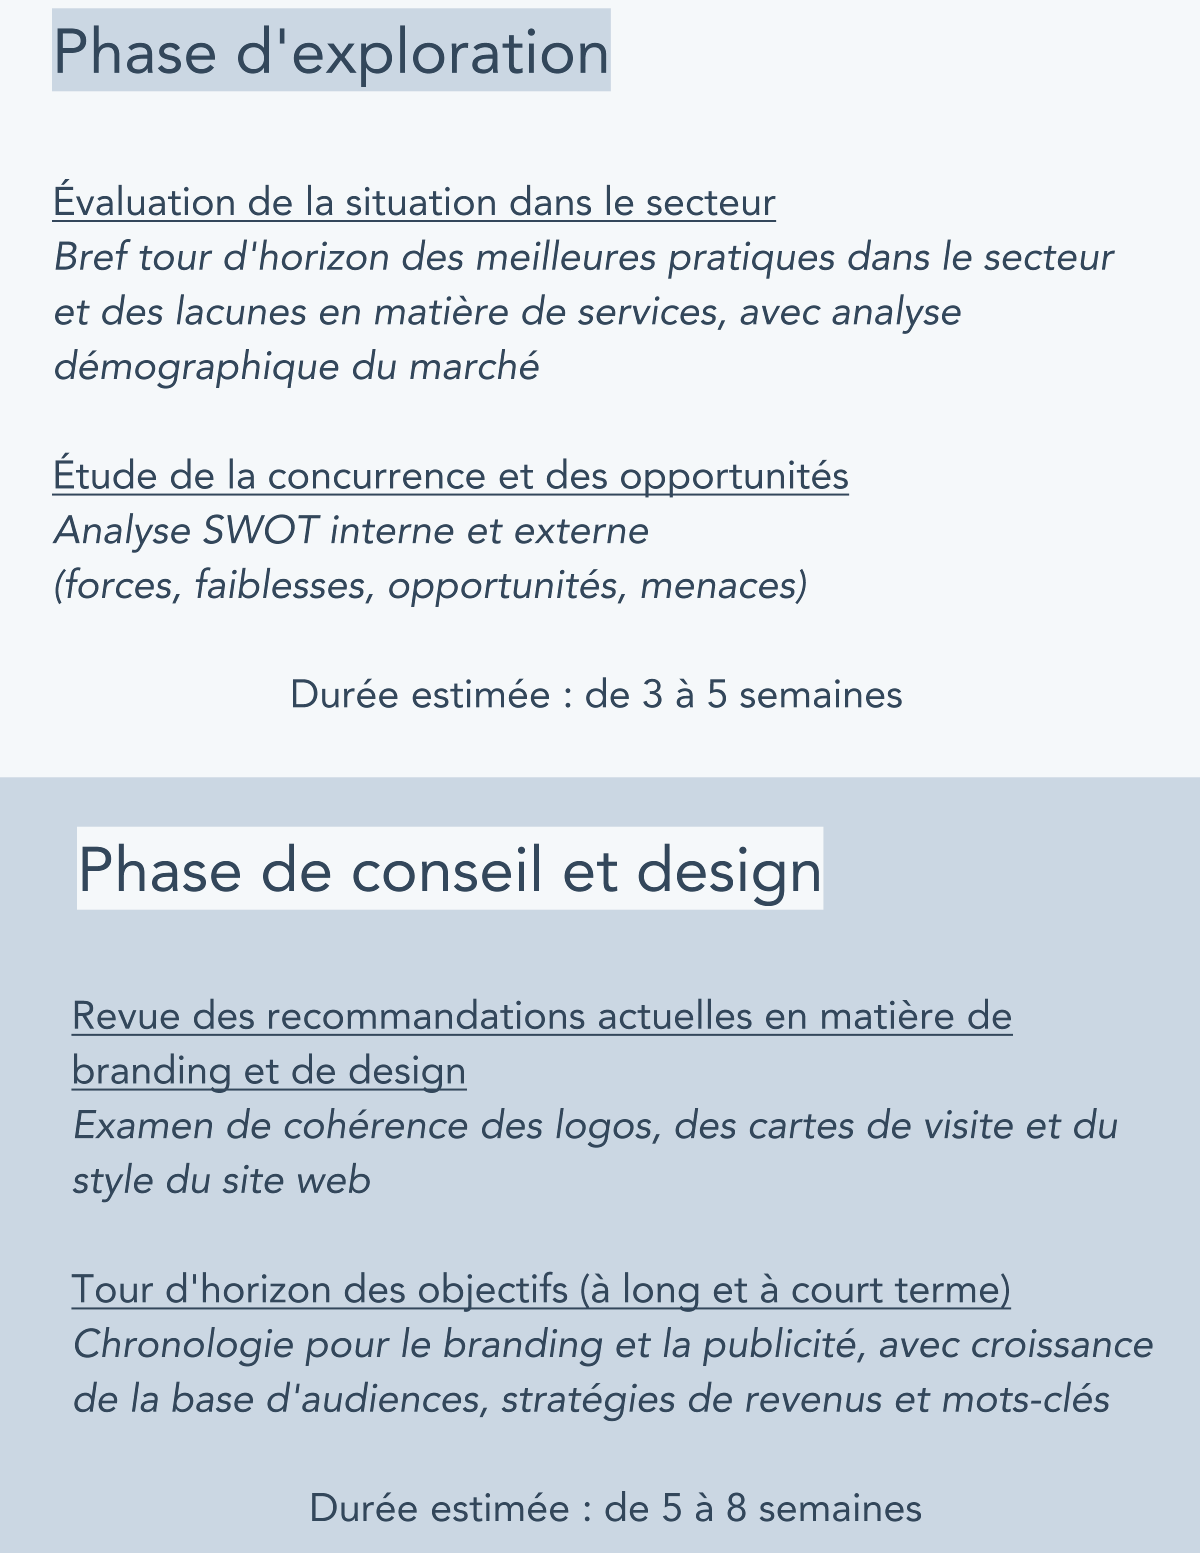 Phase d'exploration
Évaluation de la situation dans le secteur
Bref tour d'horizon des meilleures pratiques dans le secteur
et des lacunes en matière de services, avec analyse
démographique du marché
Étude de la concurrence et des opportunités
Analyse SWOT interne et externe
(forces, faiblesses, opportunités, menaces)
Durée estimée : de 3 à 5 semaines
Phase de conseil et design
Revue des recommandations actuelles en matière de
branding et de design
Examen de cohérence des logos, des cartes de visite et du
style du site web
Tour d'horizon des objectifs (à long et à court terme)
Chronologie pour le branding et la publicité, avec croissance
de la base d'audiences, stratégies de revenus et mots-clés
Durée estimée : de 5 à 8 semaines